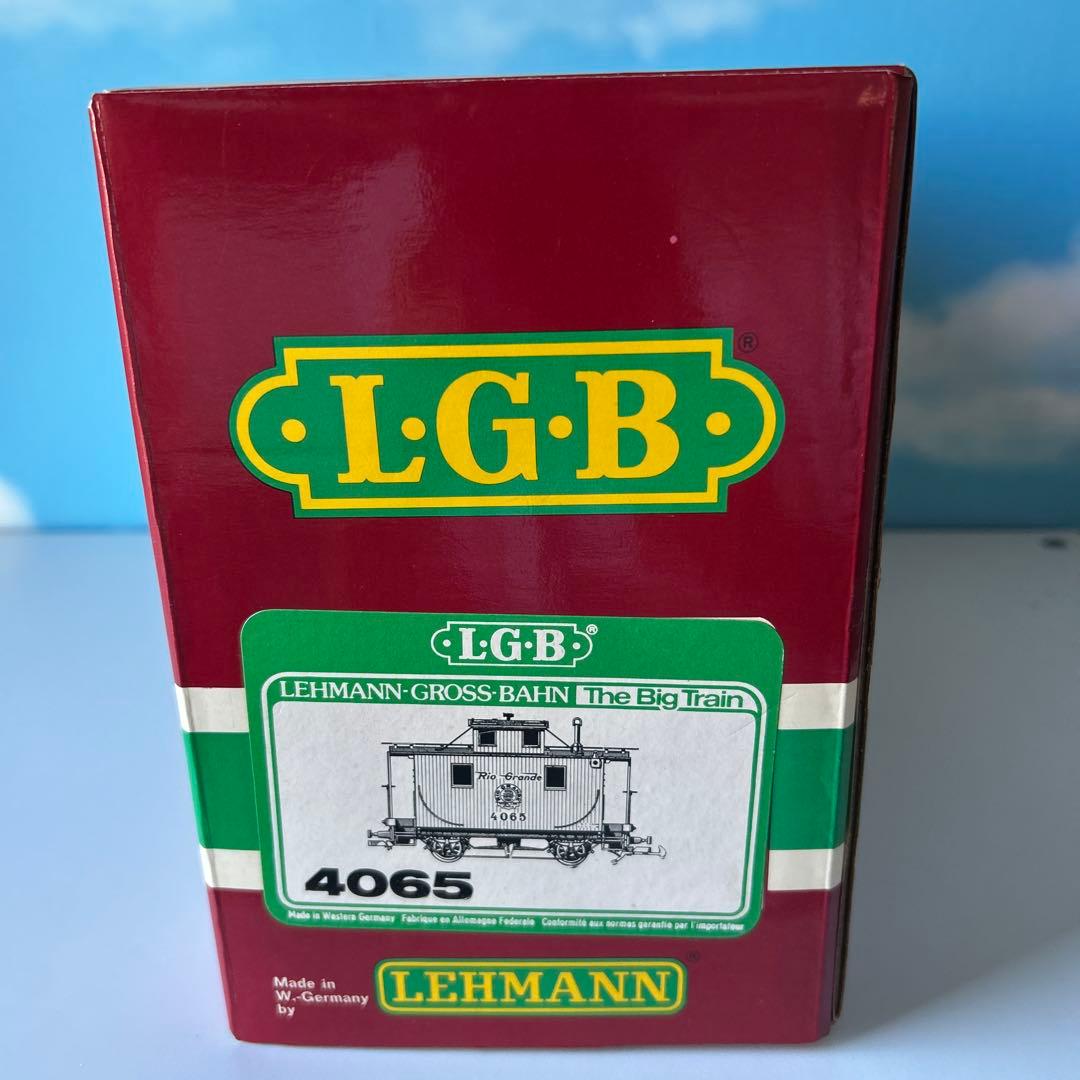 L·G·B ®
L·G·B ®
LEHMANN-GROSS-BAHN The Big Train
Rio Grande
4065
4065
Made in Western Germany Fabrique en Allemagne Federale Conformité aux normes garantie par l'importateur
Made in
W.-Germany
by
LEHMANN ®